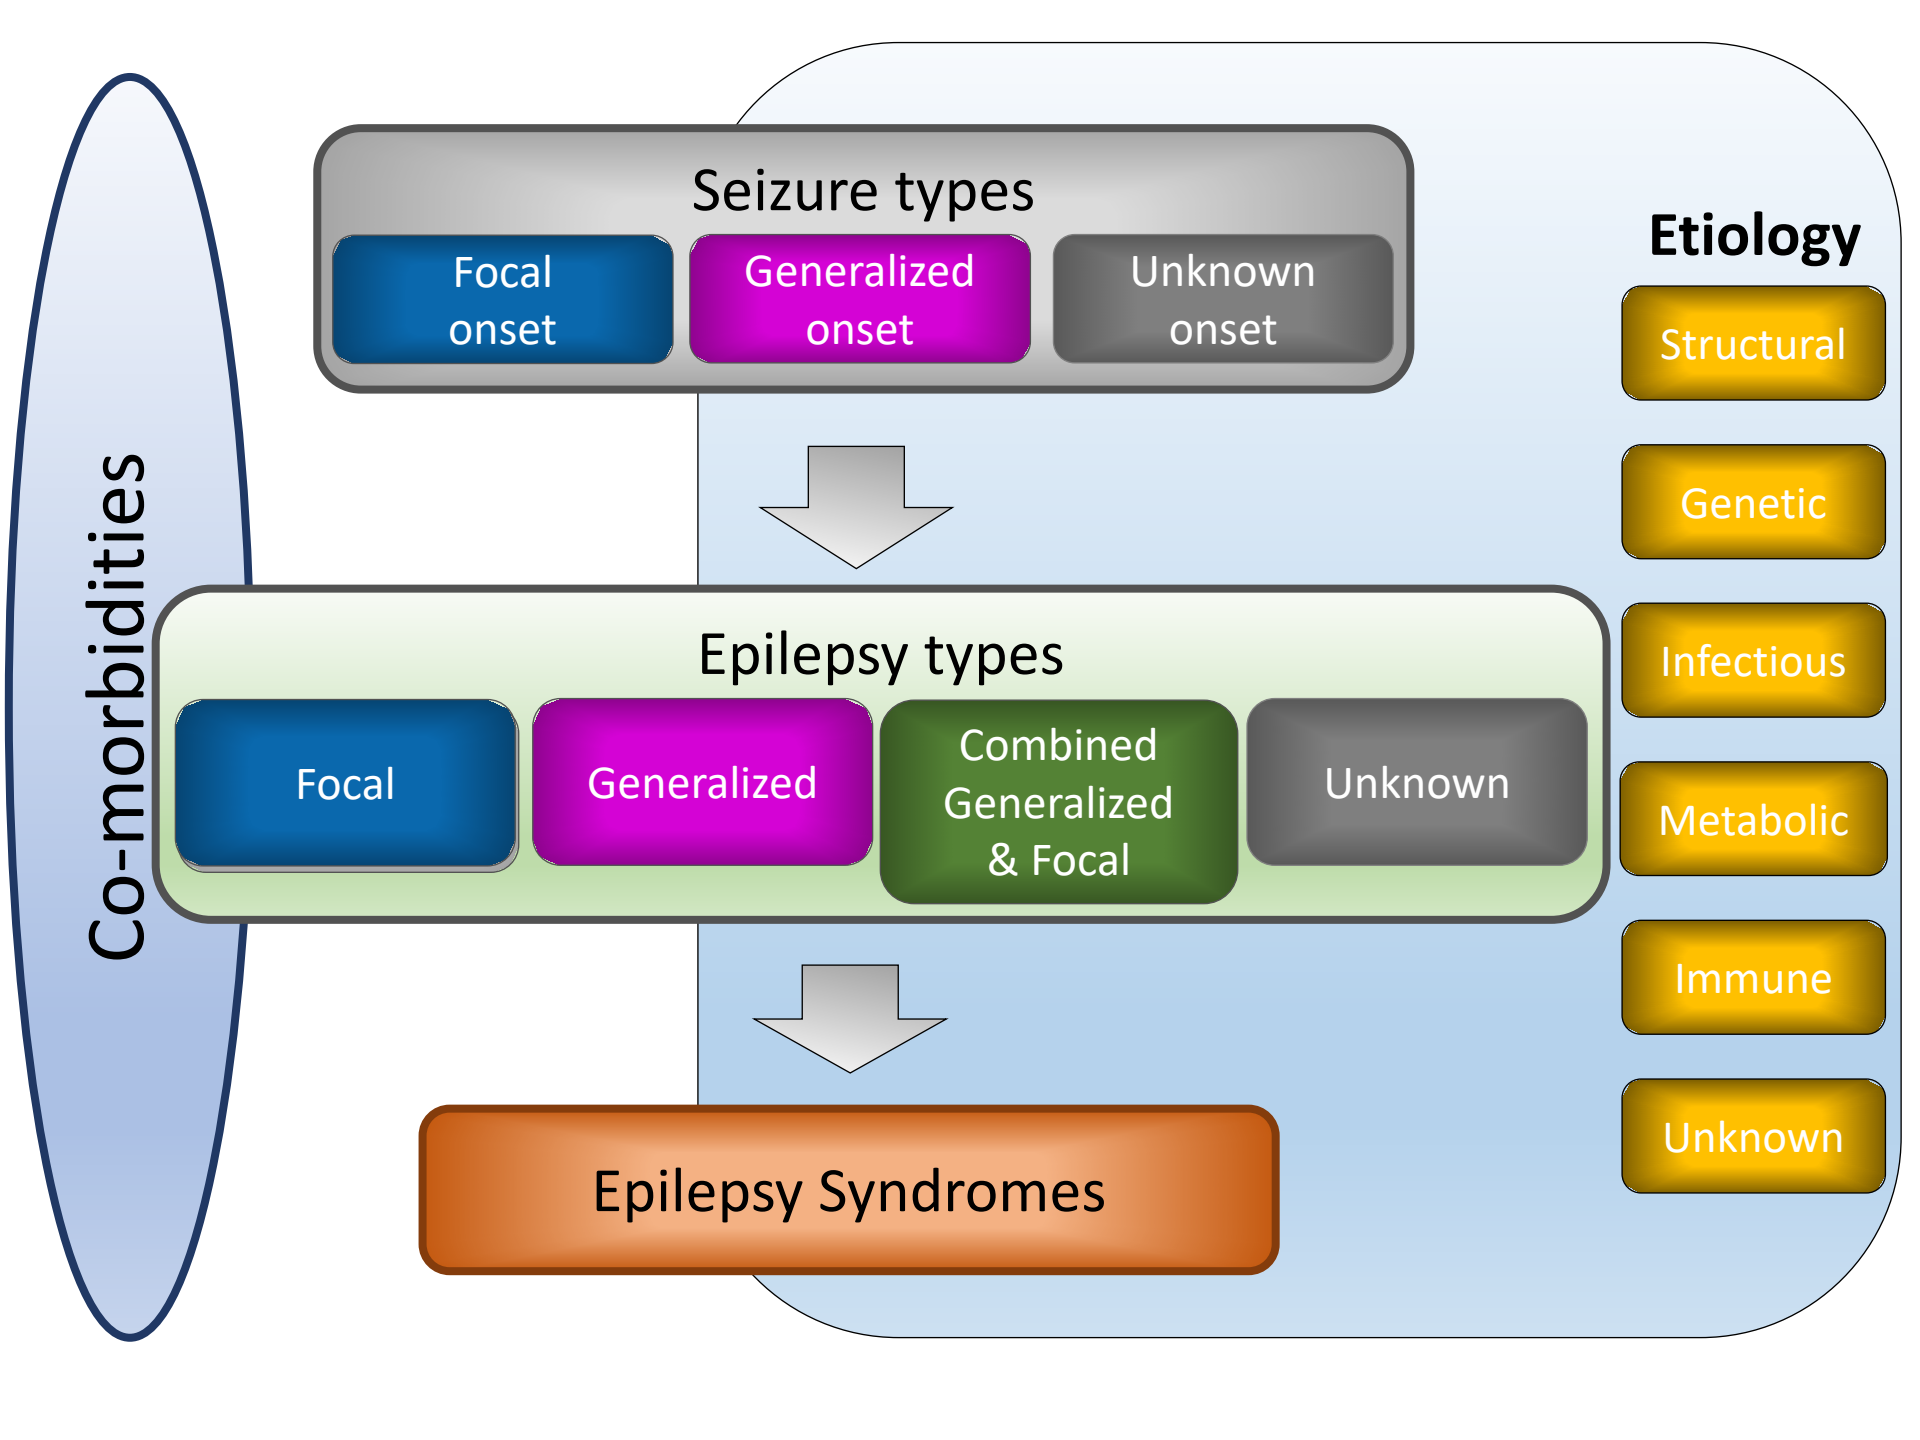 Co-morbidities
Seizure types
Focal
onset
Generalized
onset
Unknown
onset
Epilepsy types
Focal
Generalized
Combined
Generalized
& Focal
Unknown
Epilepsy Syndromes
Etiology
Structural
Genetic
Infectious
Metabolic
Immune
Unknown